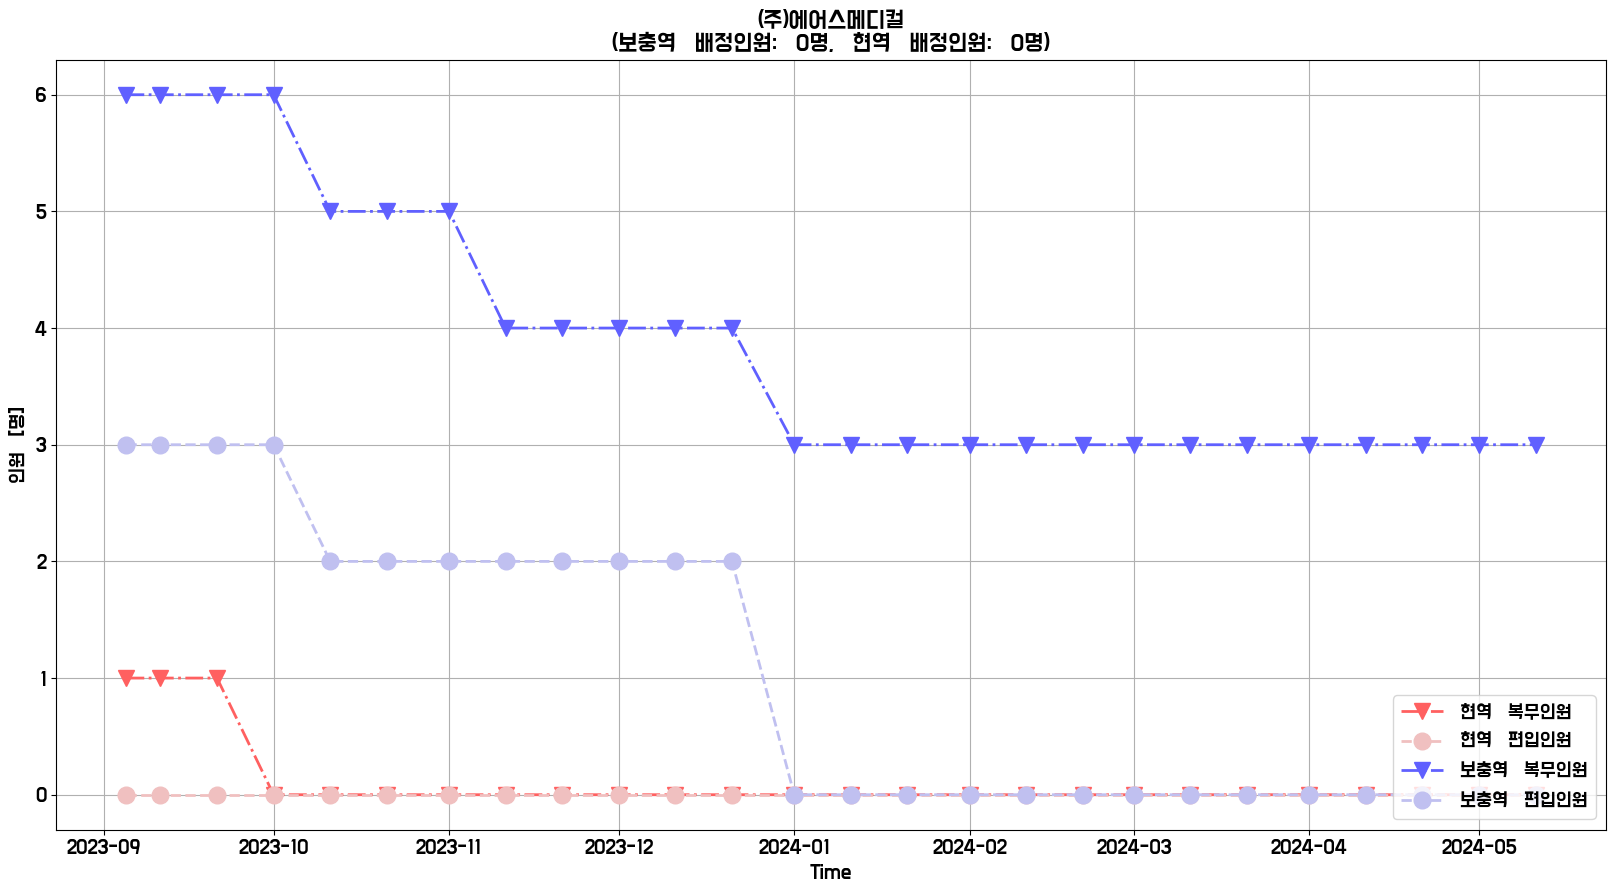 (주)에어스메디컬
(보충역 배정인원: 0명, 현역 배정인원: 0명)
인원 [명]
6
5
4
3
2
1
0
현역 복무인원
현역 편입인원
보충역 복무인원
보충역 편입인원
2023-09 2023-10 2023-11 2023-12 2024-01 2024-02 2024-03 2024-04 2024-05
Time